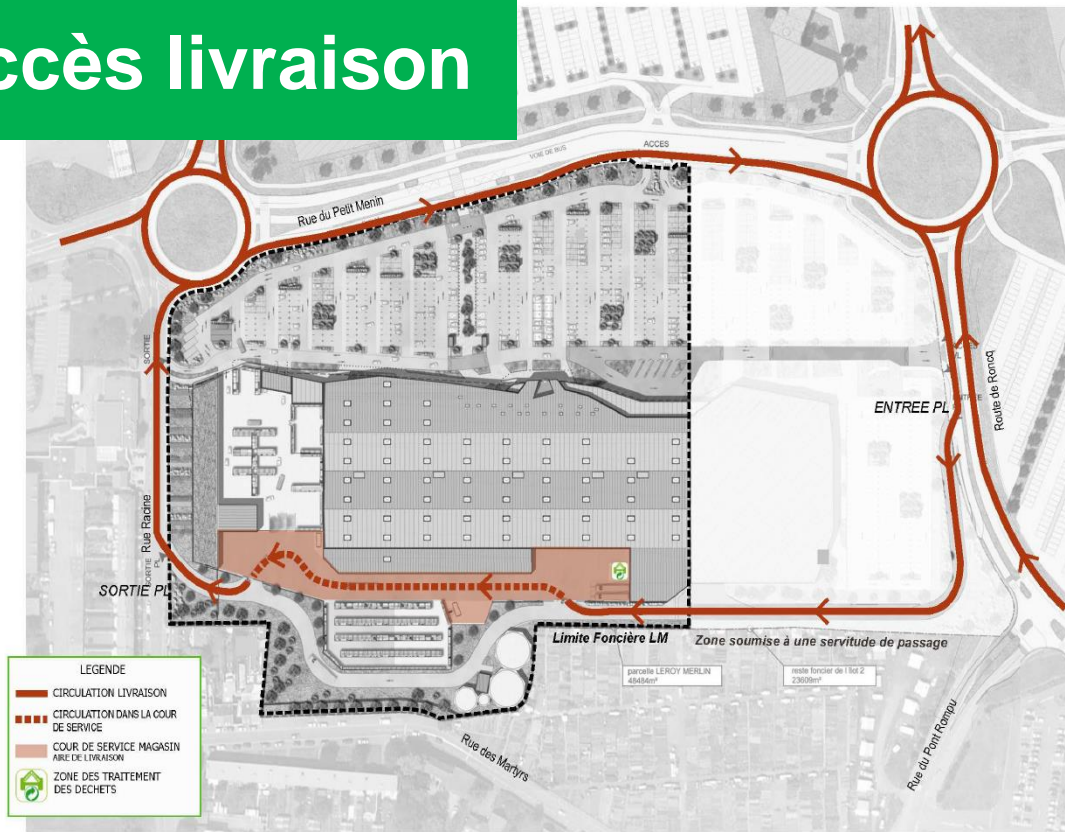 ccès livraison
ACCES
VOIE DE BUS
Rue du Petit Menin
SORTIE
ENTREE PL
Route de Roncq
Rue Racine
SORTIE
PL
SORTIE PL
Limite Foncière LM
Zone soumise à une servitude de passage
parcelle LEROY MERLIN
48484m²
reste foncier de l îlot 2
23609m²
Rue du Pont Rompu
Rue des Martyrs
LEGENDE
CIRCULATION LIVRAISON
CIRCULATION DANS LA COUR
DE SERVICE
COUR DE SERVICE MAGASIN
AIRE DE LIVRAISON
ZONE DES TRAITEMENT
DES DECHETS